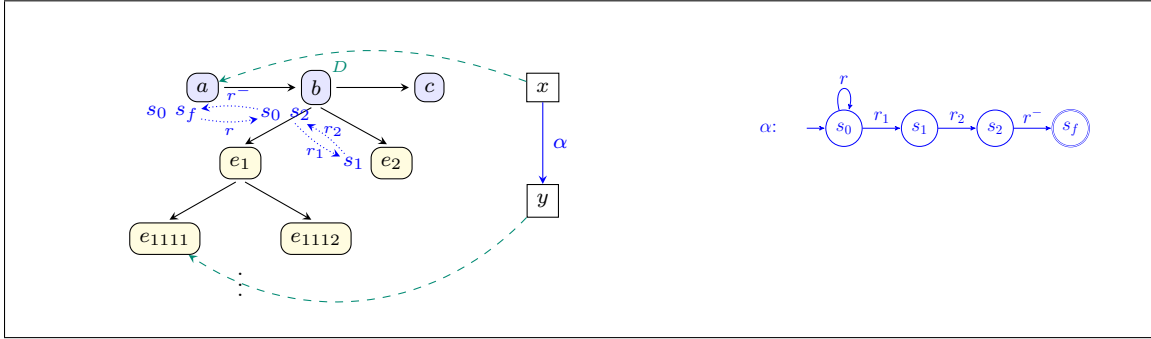 D
a b c x
r⁻
s₀ s_f s₀ s₂
r r₂
r₁ s₁
e₁ e₂ α
y
e₁₁₁₁ e₁₁₁₂
⋮
r
α: s₀ r₁ s₁ r₂ s₂ r⁻ s_f